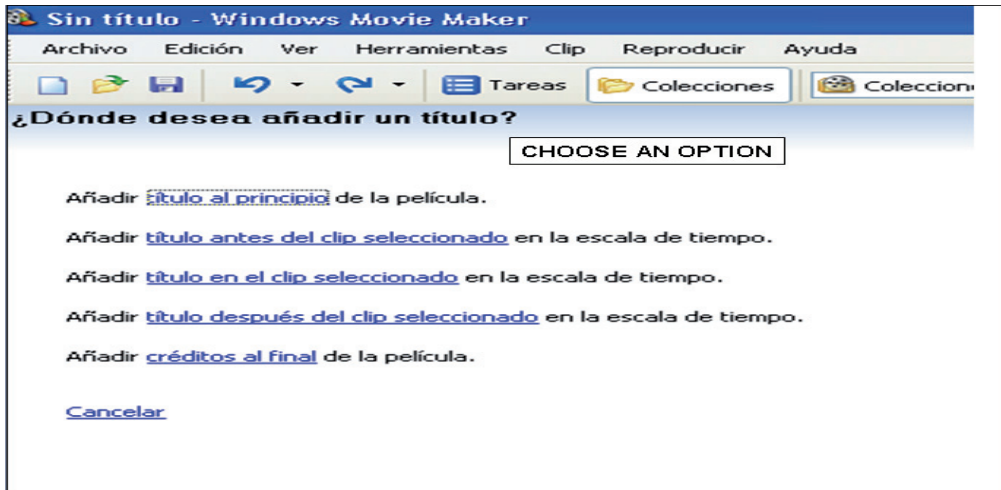 Sin título - Windows Movie Maker
Archivo Edición Ver Herramientas Clip Reproducir Ayuda
Tareas Colecciones
¿Dónde desea añadir un título?
CHOOSE AN OPTION
Añadir título al principio de la película.
Añadir título antes del clip seleccionado en la escala de tiempo.
Añadir título en el clip seleccionado en la escala de tiempo.
Añadir título después del clip seleccionado en la escala de tiempo.
Añadir créditos al final de la película.
Cancelar